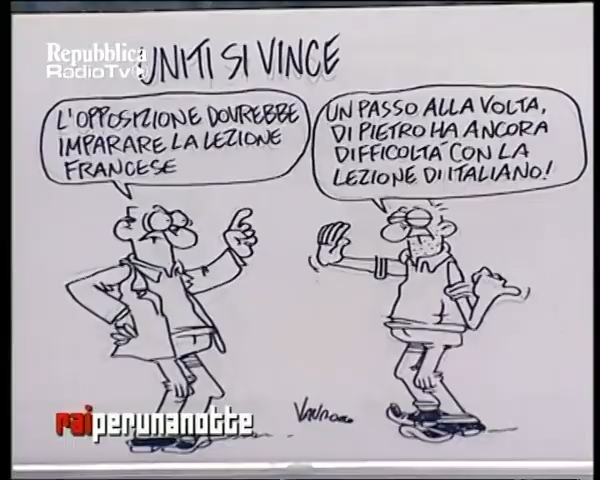 Repubblica
RadioTv
UNITI SI VINCE
L'OPPOSIZIONE DOVREBBE
IMPARARE LA LEZIONE
FRANCESE
UN PASSO ALLA VOLTA,
DI PIETRO HA ANCORA
DIFFICOLTÀ CON LA
LEZIONE DI ITALIANO!
raiperunanotte